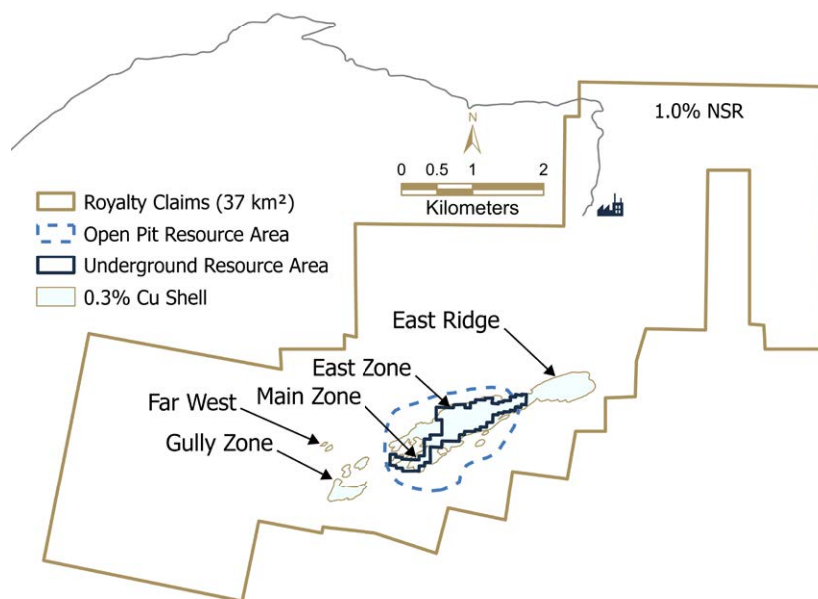 1.0% NSR
N
0 0.5 1 2
Kilometers
Royalty Claims (37 km²)
Open Pit Resource Area
Underground Resource Area
0.3% Cu Shell
East Ridge
East Zone
Main Zone
Far West
Gully Zone